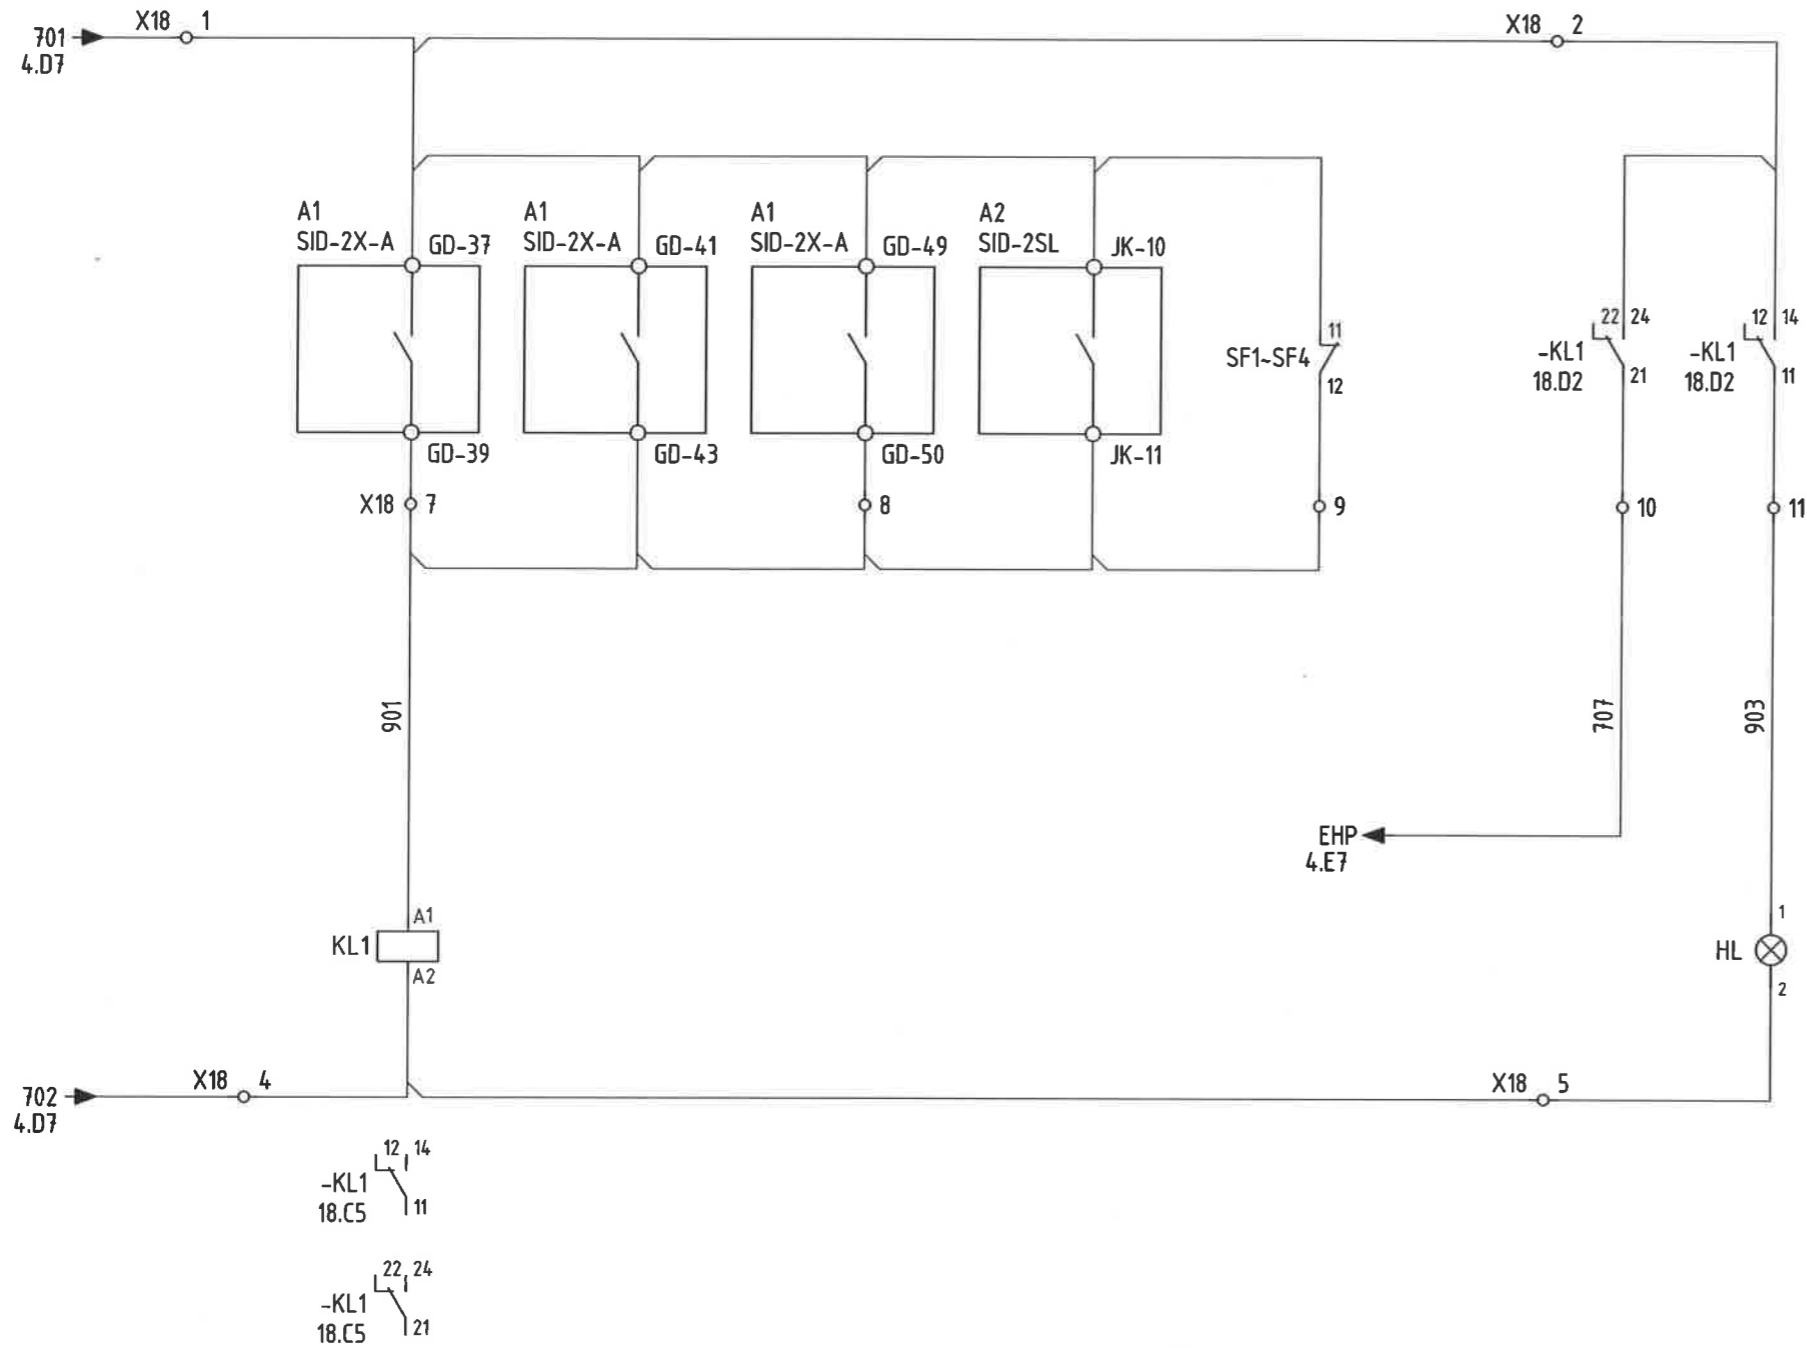 X18 1
701
4.D7
X18 2
A1
SID-2X-A
GD-37
A1
SID-2X-A
GD-41
A1
SID-2X-A
GD-49
A2
SID-2SL
JK-10
GD-39
GD-43
GD-50
JK-11
11
SF1~SF4
12
22 24
-KL1
18.D2
21
12 14
-KL1
18.D2
11
X18 7
8
9
10
11
901
707
903
EHP
4.E7
A1
KL1
A2
1
HL
2
702
4.D7
X18 4
X18 5
12 14
-KL1
18.C5
11
22 24
-KL1
18.C5
21